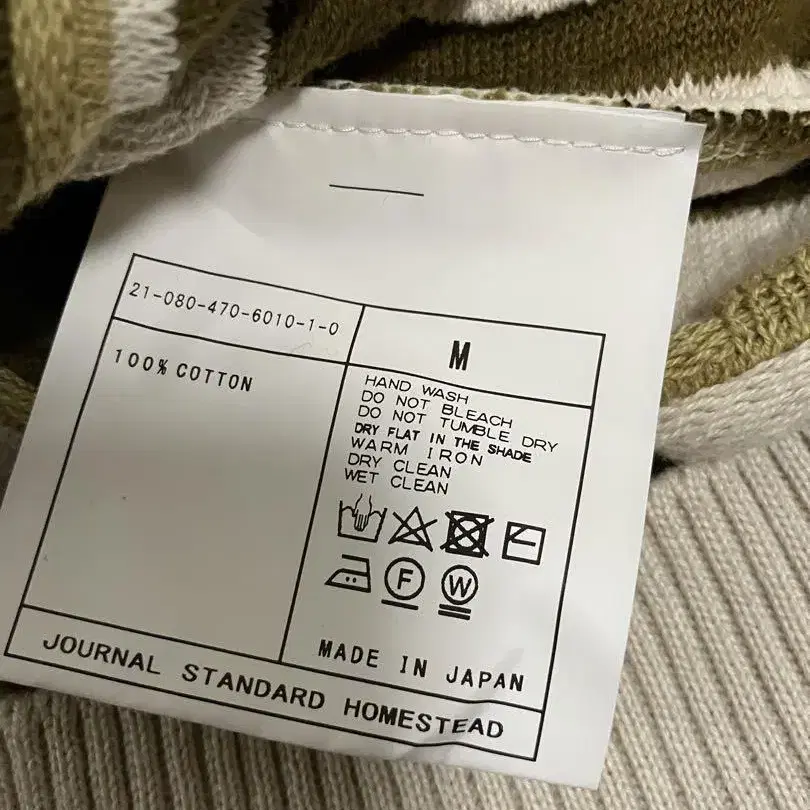 21-080-470-6010-1-0
M
100% COTTON
HAND WASH
DO NOT BLEACH
DO NOT TUMBLE DRY
DRY FLAT IN THE SHADE
WARM IRON
DRY CLEAN
WET CLEAN
F W
MADE IN JAPAN
JOURNAL STANDARD HOMESTEAD